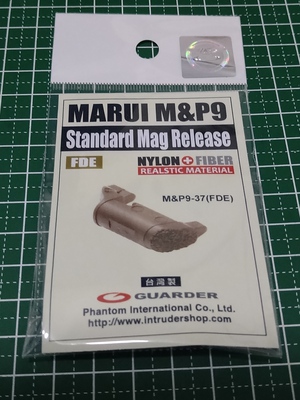 MARUI M&P9
Standard Mag Release
FDE
NYLON FIBER
REALSTIC MATERIAL
M&P9-37(FDE)
台灣製
GUARDER
Phantom International Co., Ltd.
http://www.intrudershop.com